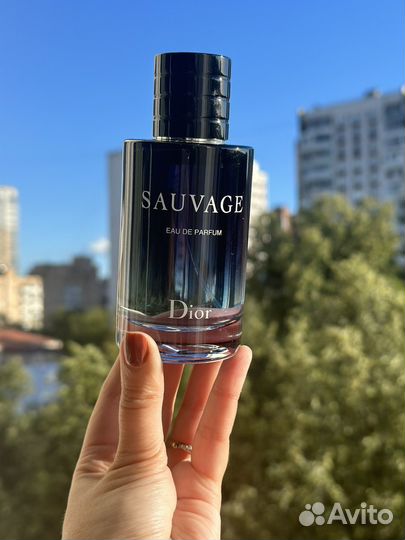 SAUVAGE
EAU DE PARFUM
Dior
Avito